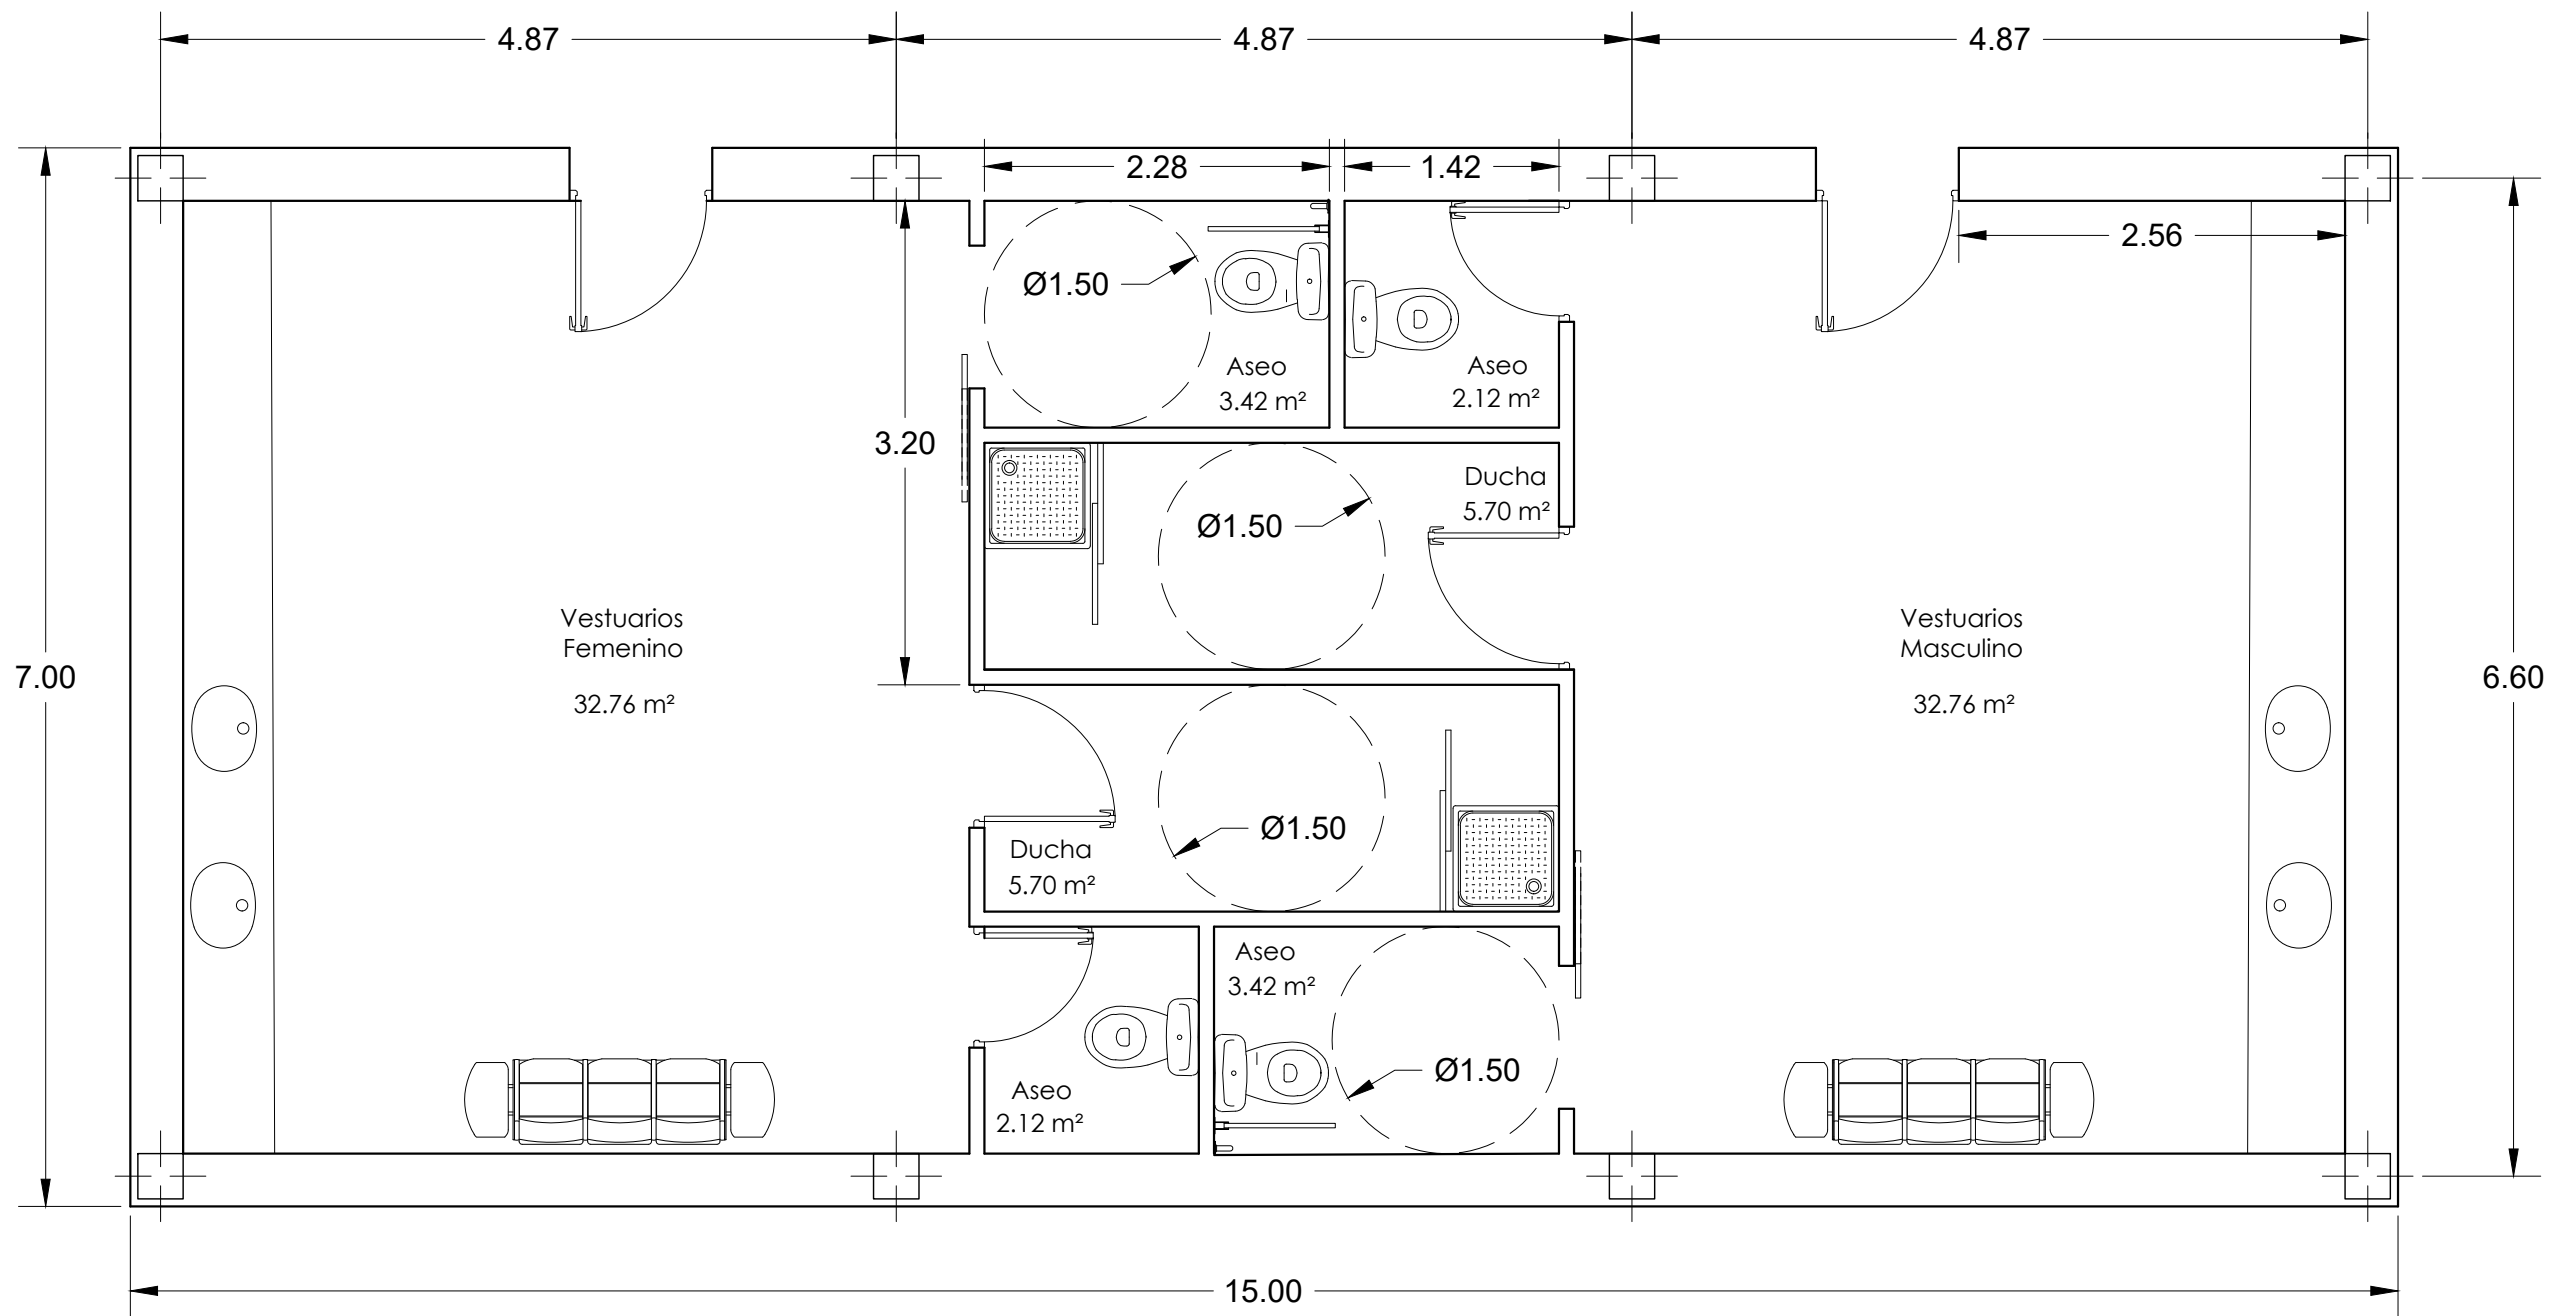 4.87
4.87
4.87
2.28
1.42
2.56
Ø1.50
Aseo
3.42 m²
Aseo
2.12 m²
3.20
Ducha
5.70 m²
Ø1.50
Vestuarios
Femenino
32.76 m²
Vestuarios
Masculino
32.76 m²
7.00
6.60
Ø1.50
Ducha
5.70 m²
Aseo
3.42 m²
Ø1.50
Aseo
2.12 m²
15.00